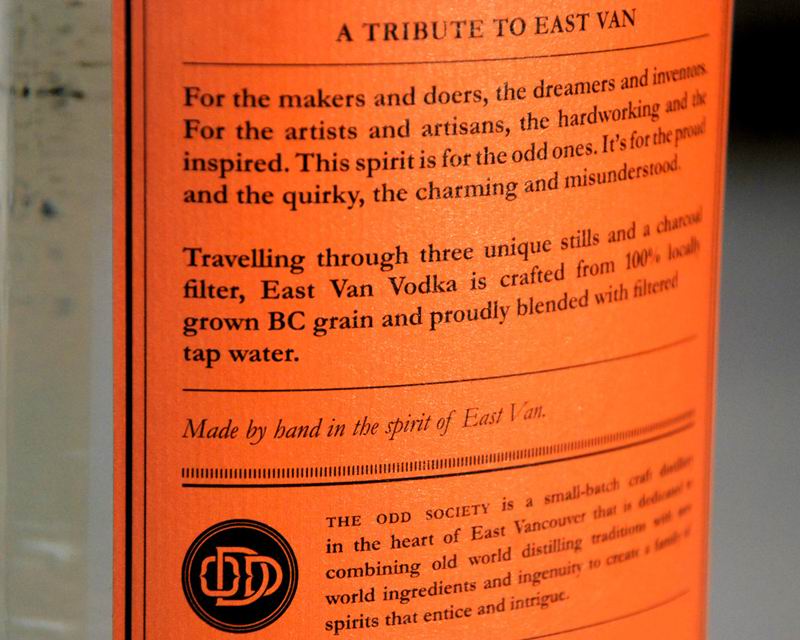 A TRIBUTE TO EAST VAN
For the makers and doers, the dreamers and inventors.
For the artists and artisans, the hardworking and the
inspired. This spirit is for the odd ones. It's for the proud
and the quirky, the charming and misunderstood.
Travelling through three unique stills and a charcoal
filter, East Van Vodka is crafted from 100% locally
grown BC grain and proudly blended with filtered
tap water.
Made by hand in the spirit of East Van.
THE ODD SOCIETY is a small-batch craft distillery
in the heart of East Vancouver that is dedicated to
combining old world distilling traditions with new
world ingredients and ingenuity to create a family of
spirits that entice and intrigue.
ODD